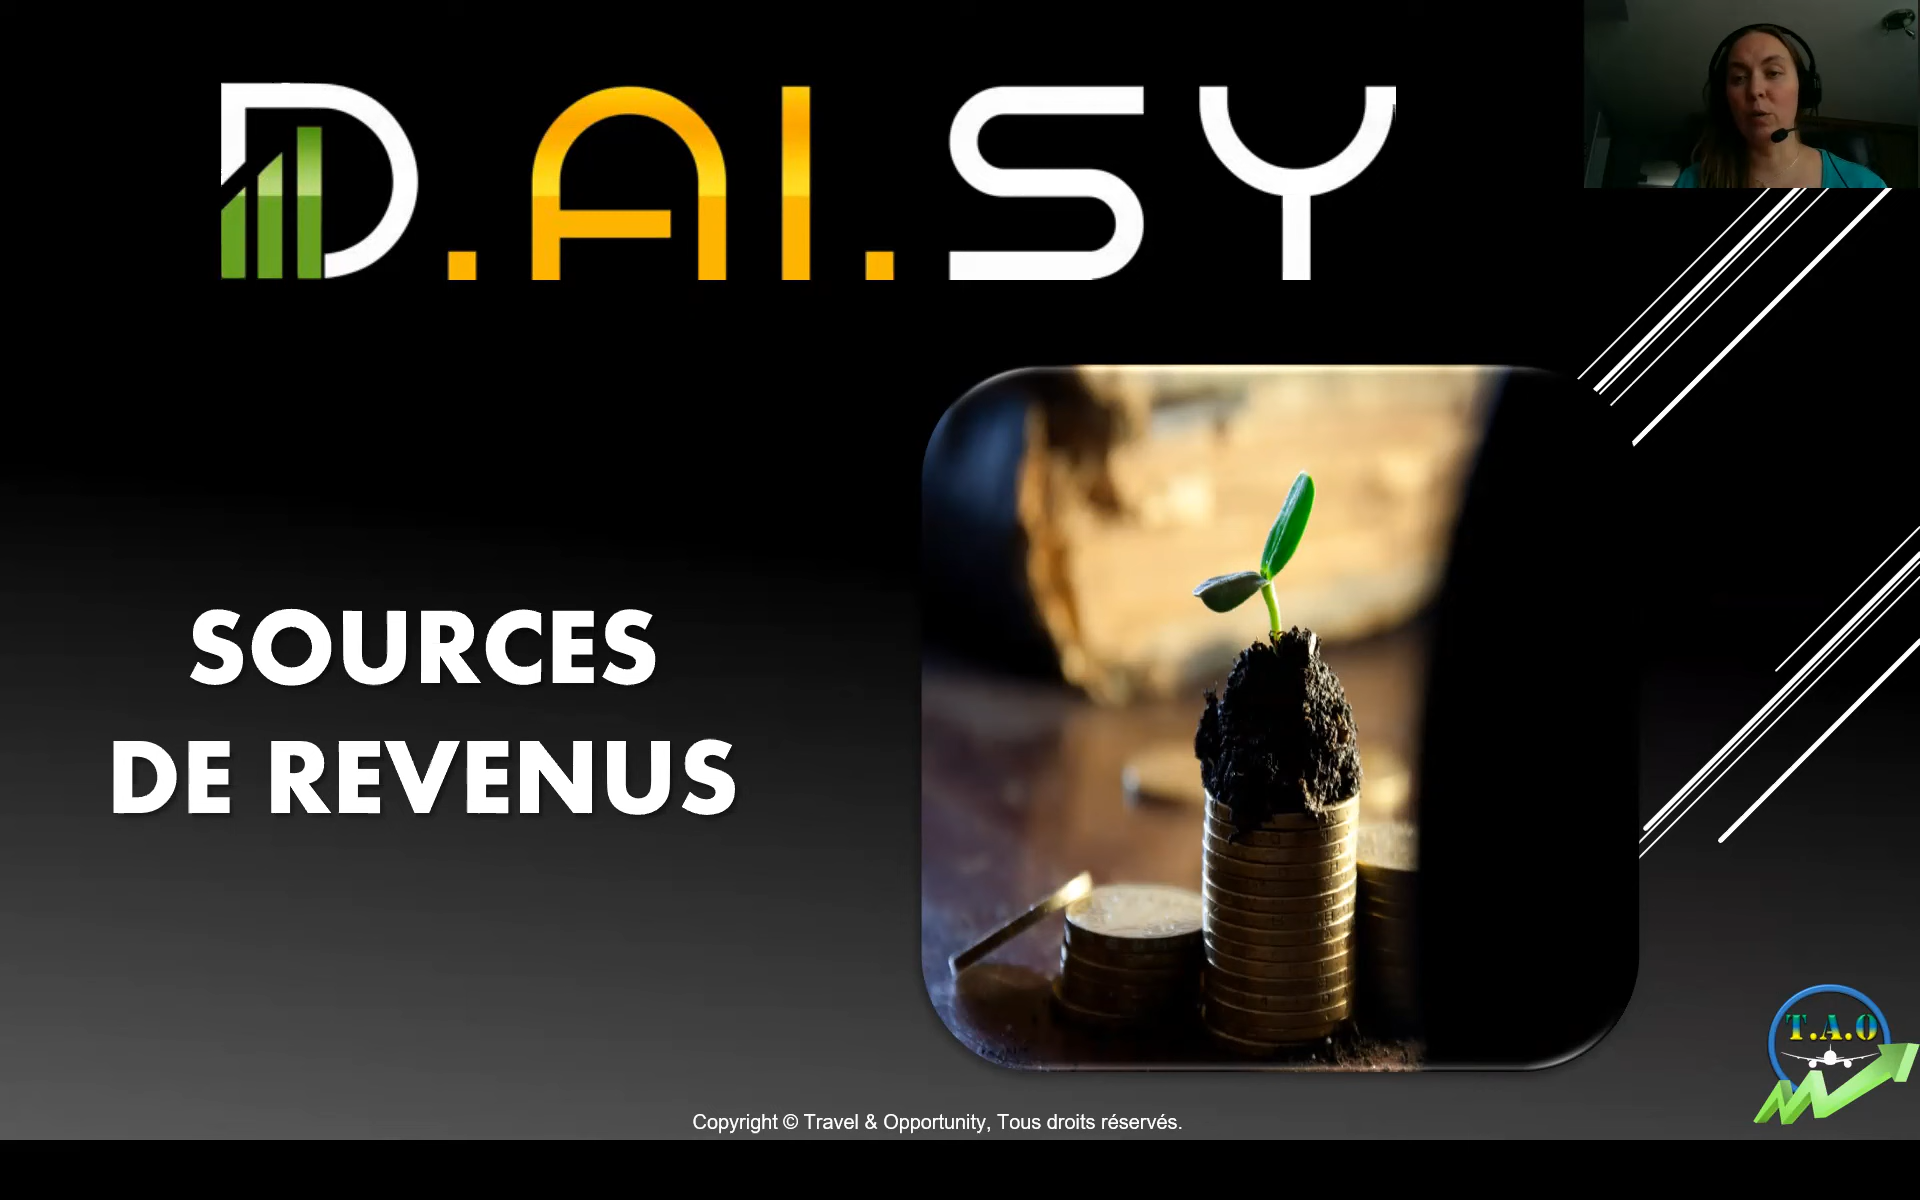 D.AI.SY
SOURCES
DE REVENUS
T.A.O
Copyright © Travel & Opportunity, Tous droits réservés.